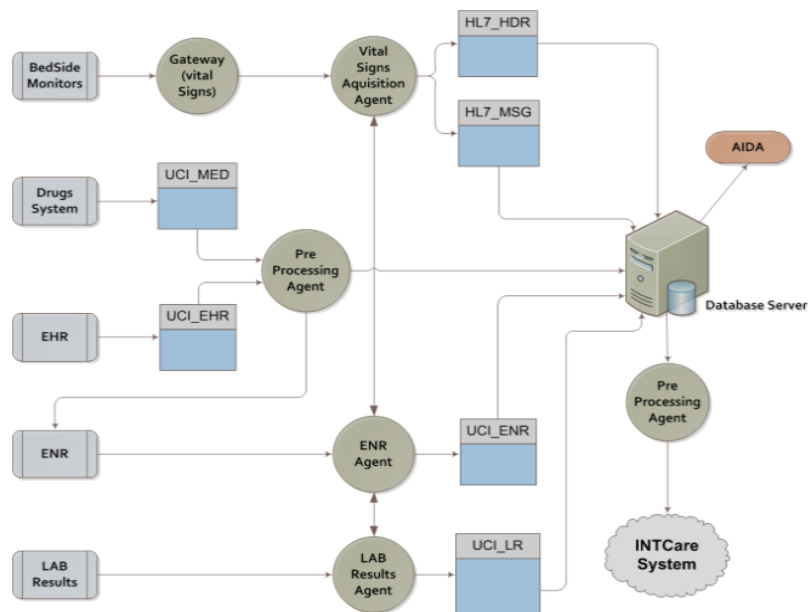 HL7_HDR
BedSide
Monitors
Gateway
(vital
Signs)
Vital
Signs
Aquisition
Agent
HL7_MSG
AIDA
UCI_MED
Drugs
System
Pre
Processing
Agent
Database Server
UCI_EHR
EHR
Pre
Processing
Agent
ENR
ENR
Agent
UCI_ENR
LAB
Results
LAB
Results
Agent
UCI_LR
INTCare
System